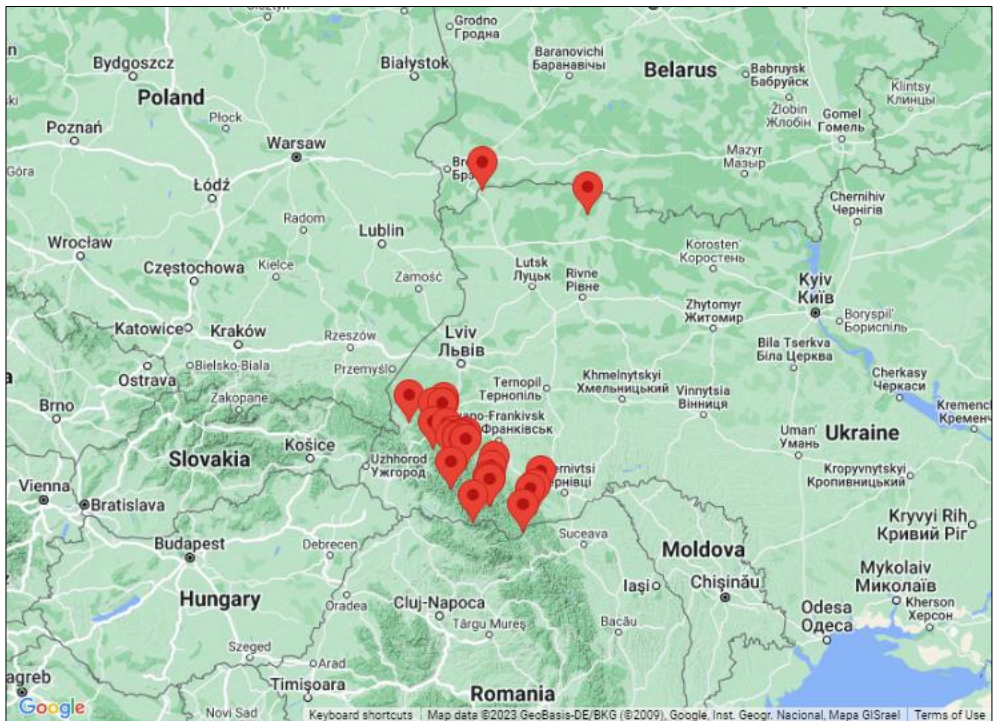 Grodno
Гродна
Baranovichi
Баранавічы
Bydgoszcz
Białystok
Belarus
Babruysk
Бабруйск
Klintsy
Клинцы
Poland
Płock
Żlobin
Жлобін
Gomel
Гомель
Poznań
Warsaw
Mazyr
Мазыр
Góra
Łódź
Chernihiv
Чернігів
Radom
Lublin
Wrocław
Korosten'
Коростень
Częstochowa
Kielce
Zamość
Lutsk
Луцьк
Rivne
Рівне
Kyiv
Київ
Zhytomyr
Житомир
Boryspil'
Бориспіль
Katowice
Kraków
Rzeszów
Lviv
Львів
Bila Tserkva
Біла Церква
Ostrava
Bielsko-Biala
Przemyśl
Ternopil
Тернопіль
Khmelnytskyi
Хмельницький
Vinnytsia
Вінниця
Cherkasy
Черкаси
Zakopane
Brno
Košice
Uman'
Умань
Ukraine
Slovakia
Uzhhorod
Ужгород
Kropyvnytskyi
Кропивницький
Vienna
Bratislava
Kryvyi Rih
Кривий Ріг
Budapest
Debrecen
Suceava
Moldova
Mykolaiv
Миколаїв
Iași
Chișinău
Hungary
Oradea
Cluj-Napoca
Târgu Mureș
Bacău
Odesa
Одеса
Kherson
Херсон
Szeged
Arad
Timișoara
Romania
Novi Sad
Google
Keyboard shortcuts
Map data ©2023 GeoBasis-DE/BKG (©2009), Google, Inst. Geogr. Nacional, Mapa GISrael
Terms of Use